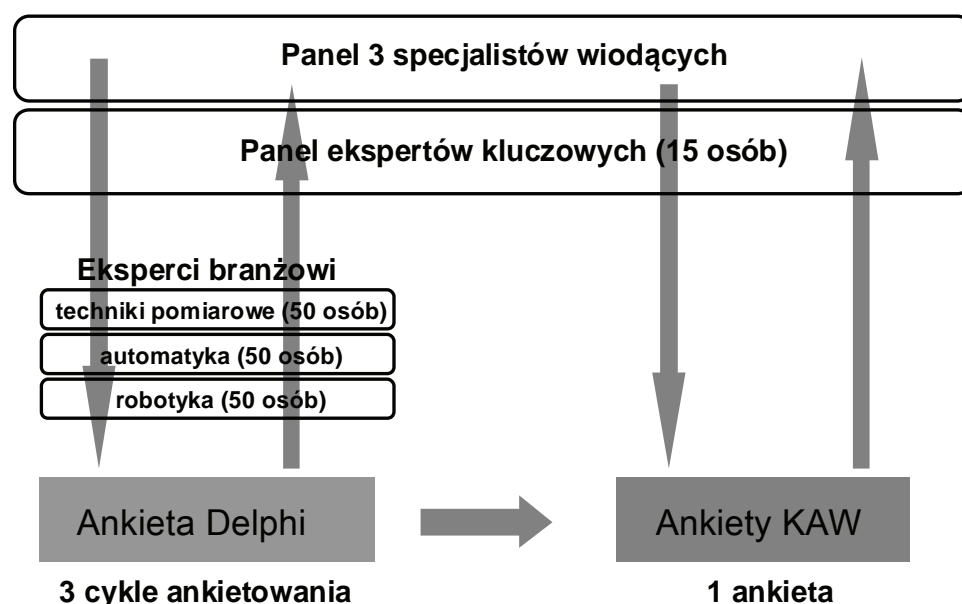 Panel 3 specjalistów wiodących
Panel ekspertów kluczowych (15 osób)
Eksperci branżowi
techniki pomiarowe (50 osób)
automatyka (50 osób)
robotyka (50 osób)
Ankieta Delphi
Ankiety KAW
3 cykle ankietowania
1 ankieta